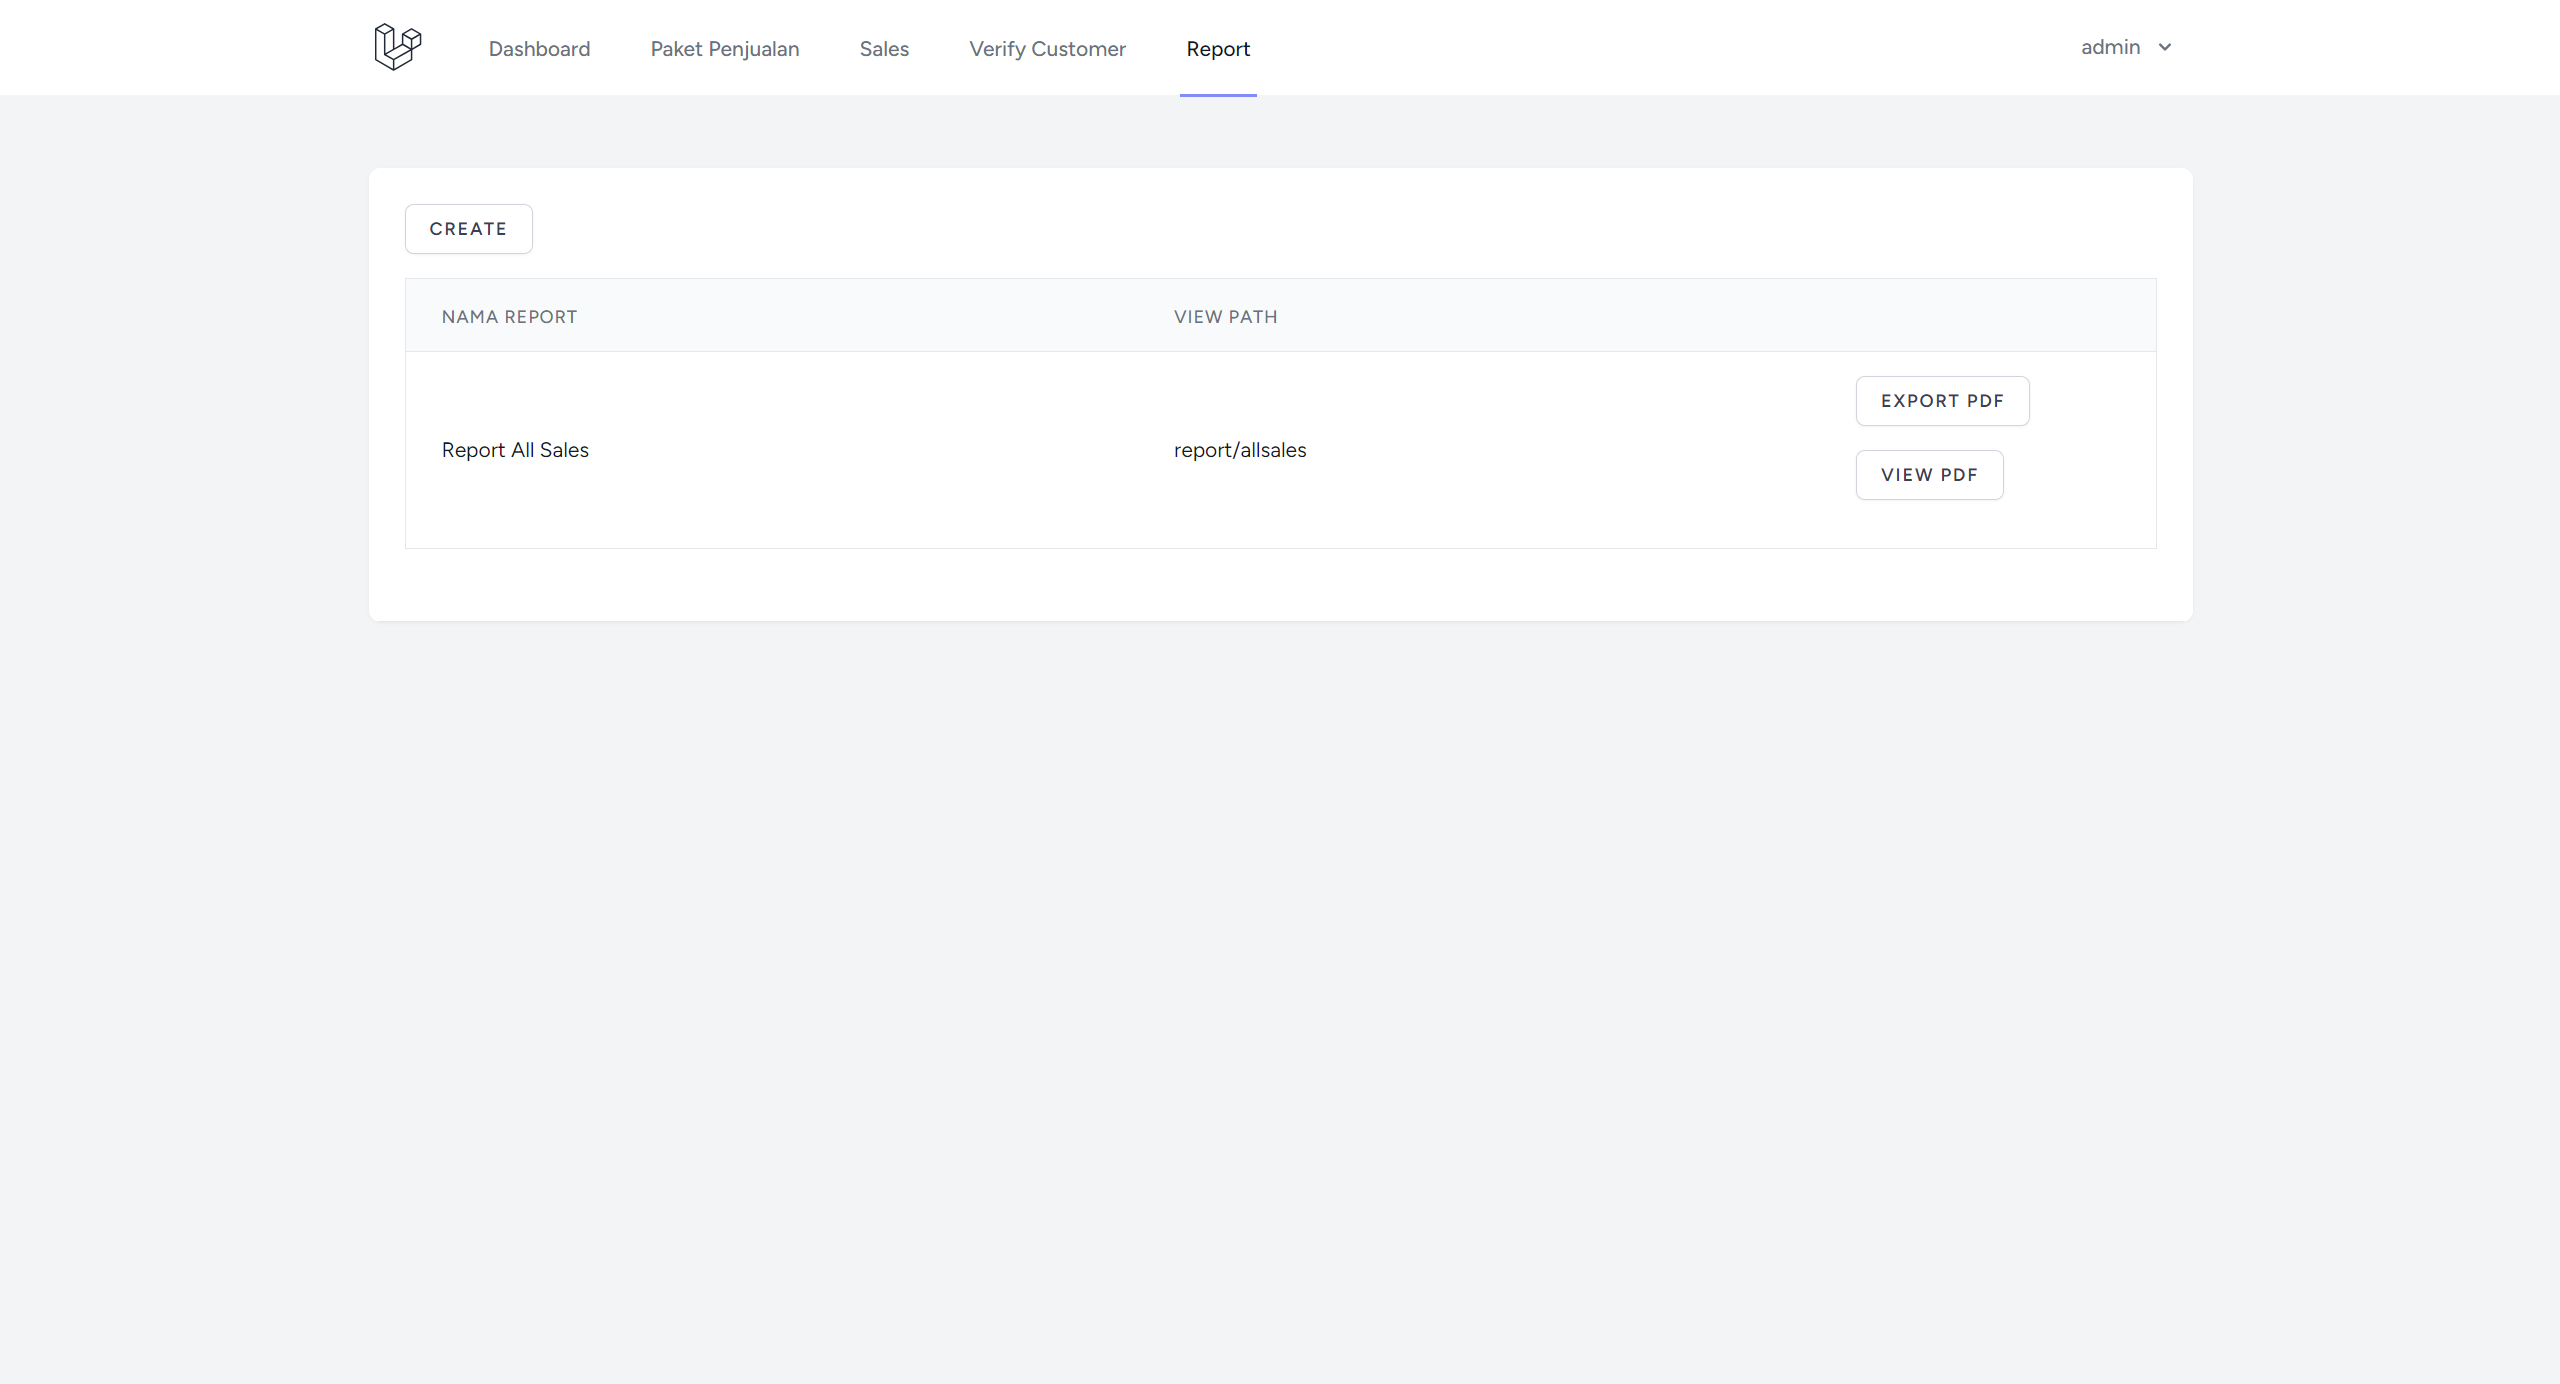 Dashboard Paket Penjualan Sales Verify Customer Report admin
CREATE
NAMA REPORT VIEW PATH
EXPORT PDF
Report All Sales report/allsales
VIEW PDF